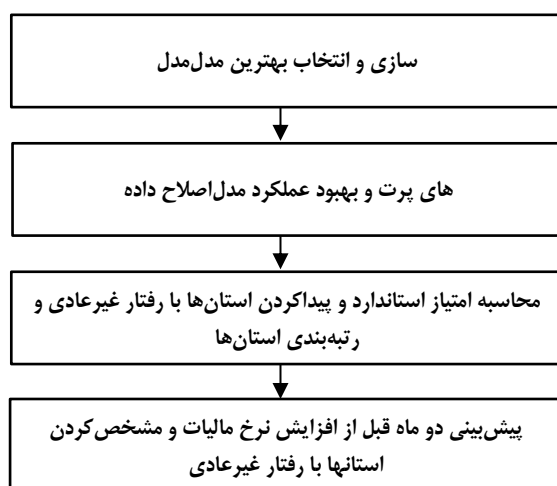 سازی و انتخاب بهترین مدل‌مدل
های پرت و بهبود عملکرد مدل‌اصلاح داده
محاسبه امتیاز استاندارد و پیداکردن استان‌ها با رفتار غیرعادی و
رتبه‌بندی استان‌ها
پیش‌بینی دو ماه قبل از افزایش نرخ مالیات و مشخص‌کردن
استانها با رفتار غیرعادی